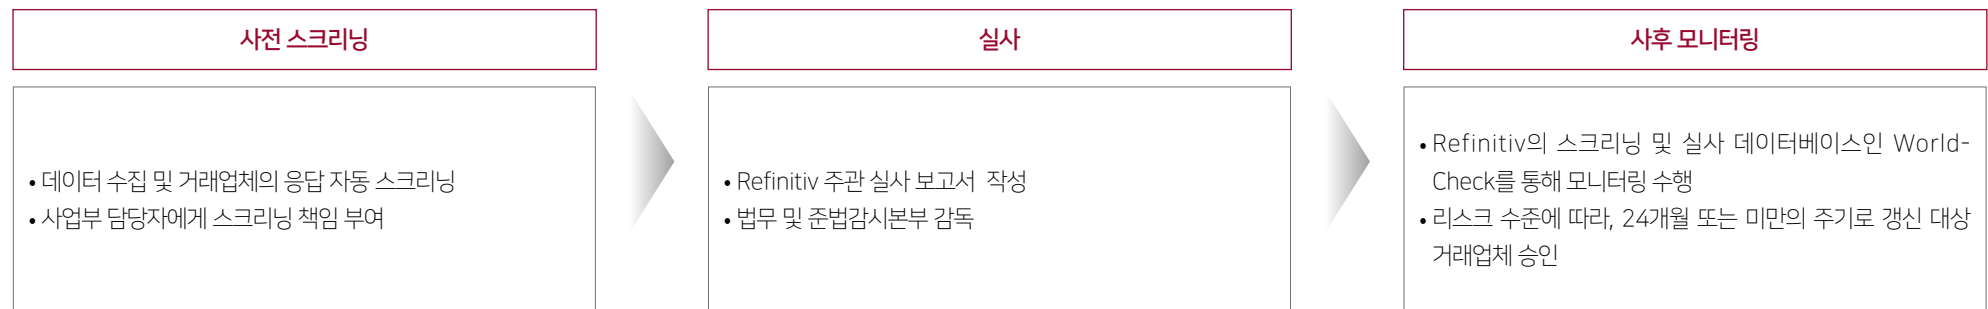 사전 스크리닝
• 데이터 수집 및 거래업체의 응답 자동 스크리닝
• 사업부 담당자에게 스크리닝 책임 부여
실사
• Refinitiv 주관 실사 보고서 작성
• 법무 및 준법감시본부 감독
사후 모니터링
• Refinitiv의 스크리닝 및 실사 데이터베이스인 World-
Check를 통해 모니터링 수행
• 리스크 수준에 따라, 24개월 또는 미만의 주기로 갱신 대상
거래업체 승인